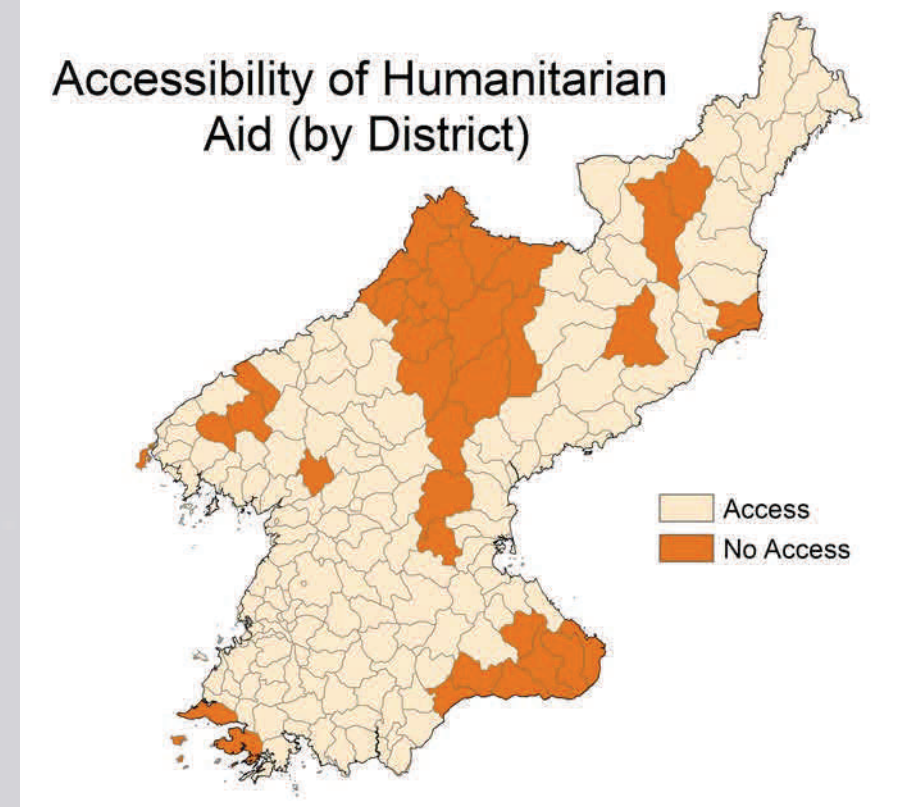 Accessibility of Humanitarian
Aid (by District)
Access
No Access